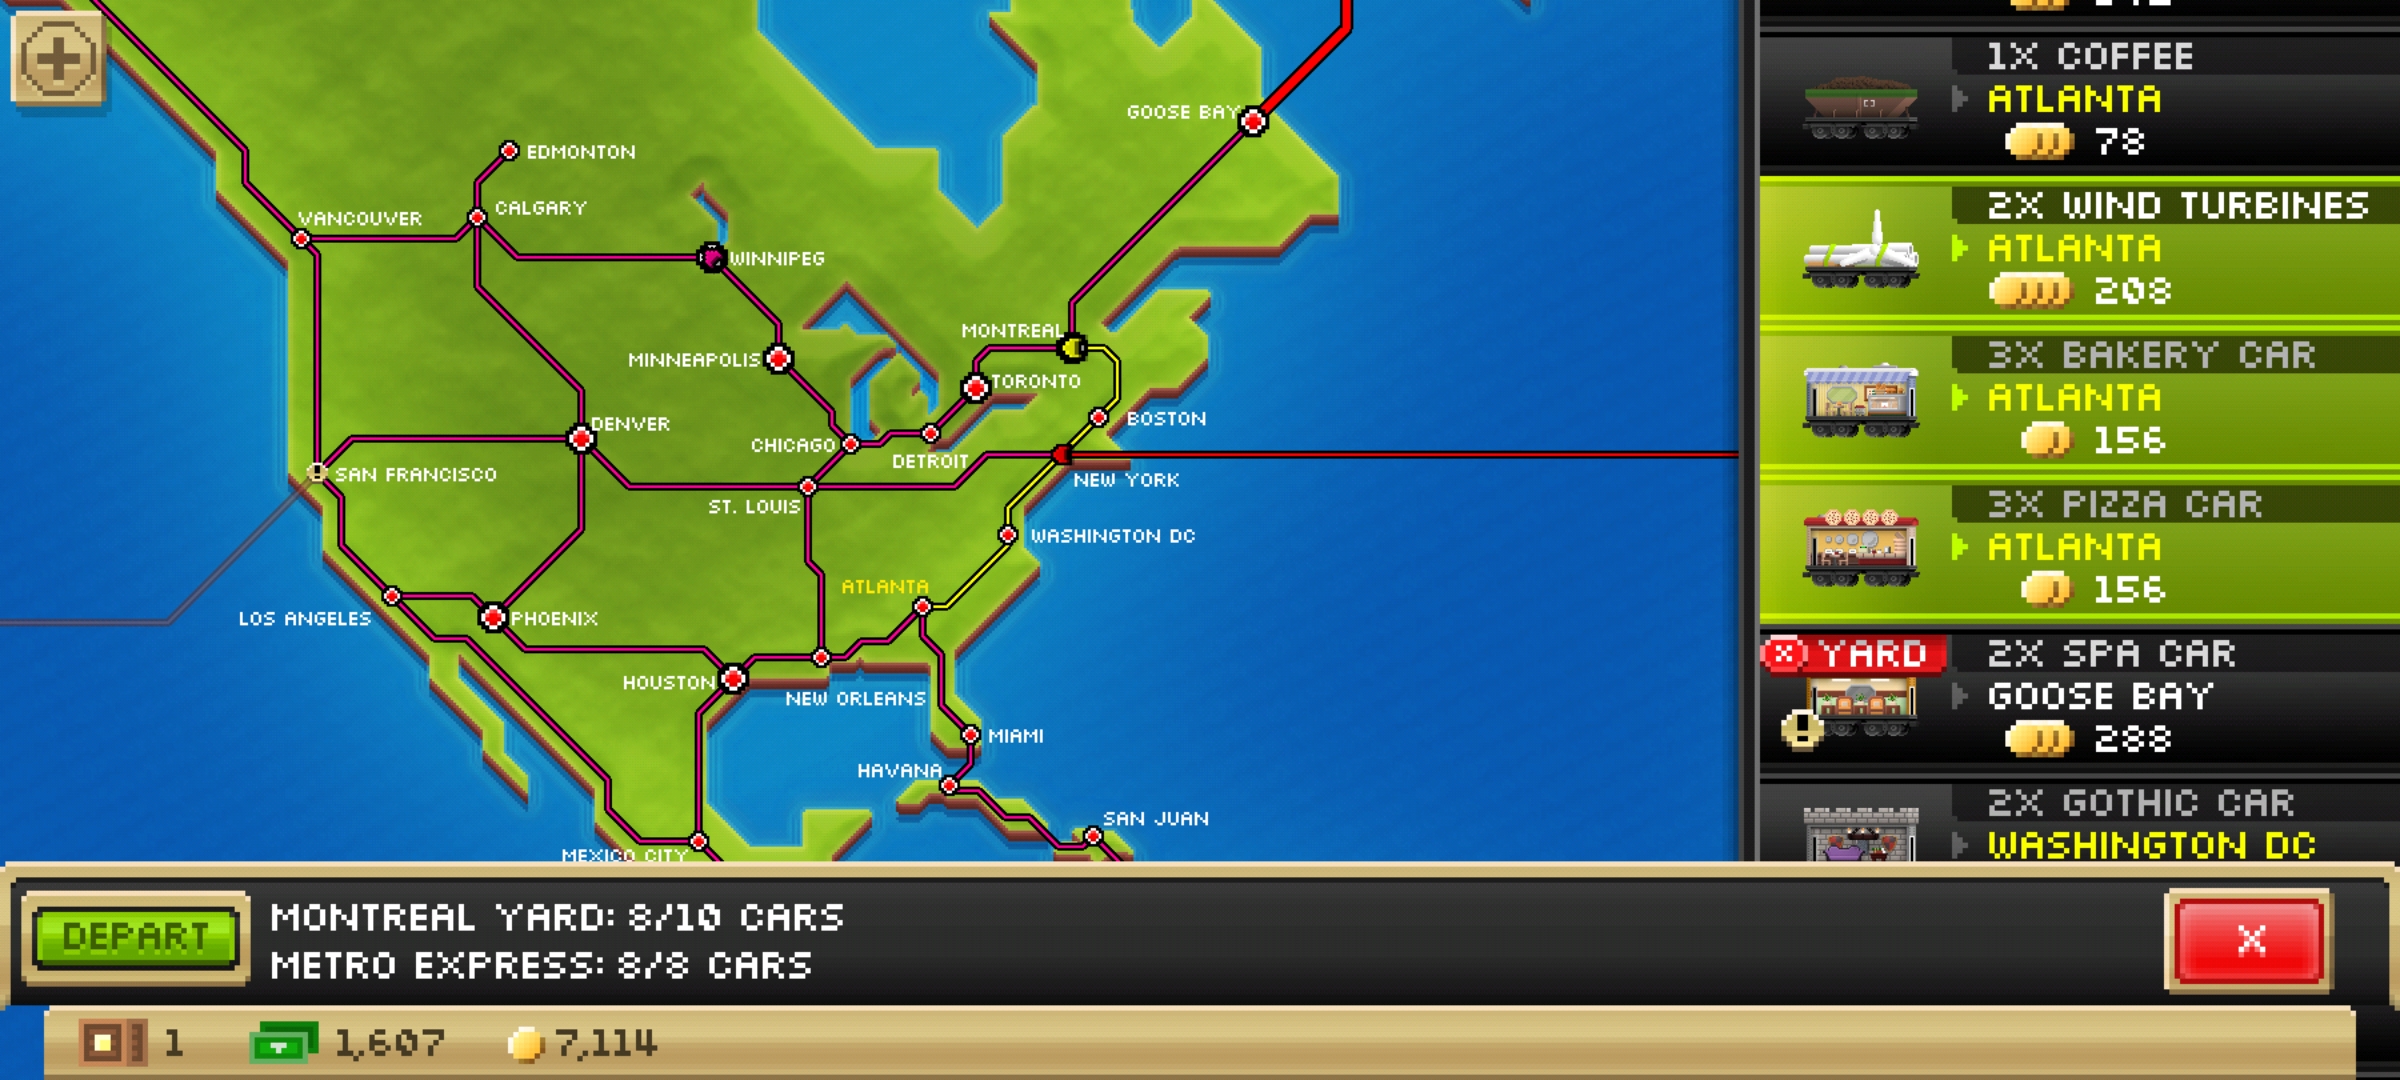 GOOSE BAY
EDMONTON
CALGARY
VANCOUVER
WINNIPEG
MONTREAL
MINNEAPOLIS
TORONTO
BOSTON
DENVER
CHICAGO
DETROIT
SAN FRANCISCO
NEW YORK
ST. LOUIS
WASHINGTON DC
ATLANTA
LOS ANGELES
PHOENIX
HOUSTON
NEW ORLEANS
MIAMI
HAVANA
SAN JUAN
MEXICO CITY
1X COFFEE
ATLANTA
78
2X WIND TURBINES
ATLANTA
208
3X BAKERY CAR
ATLANTA
156
3X PIZZA CAR
ATLANTA
156
X YARD
2X SPA CAR
GOOSE BAY
288
!
2X GOTHIC CAR
WASHINGTON DC
DEPART
MONTREAL YARD: 8/10 CARS
METRO EXPRESS: 8/8 CARS
X
1
1,607
7,114